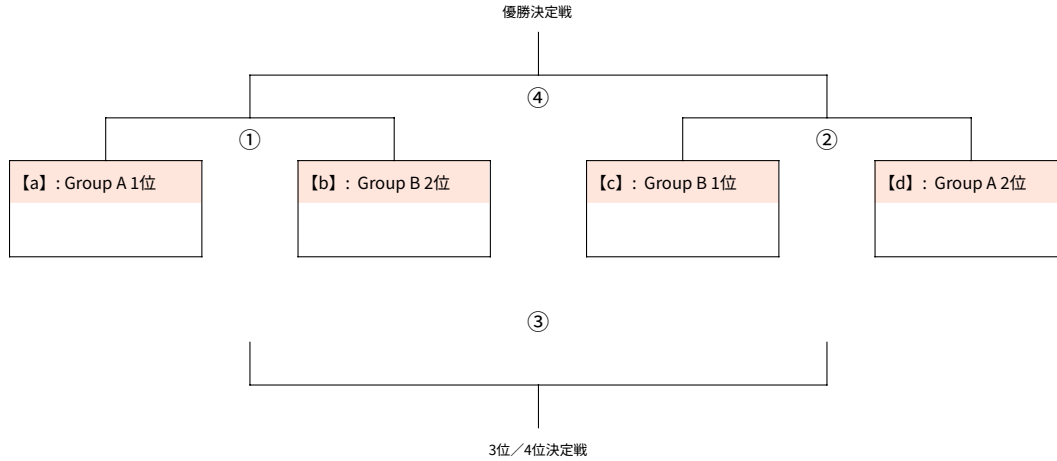 優勝決定戦
④
①
②
【a】: Group A 1位
【b】: Group B 2位
【c】: Group B 1位
【d】: Group A 2位
③
3位／4位決定戦